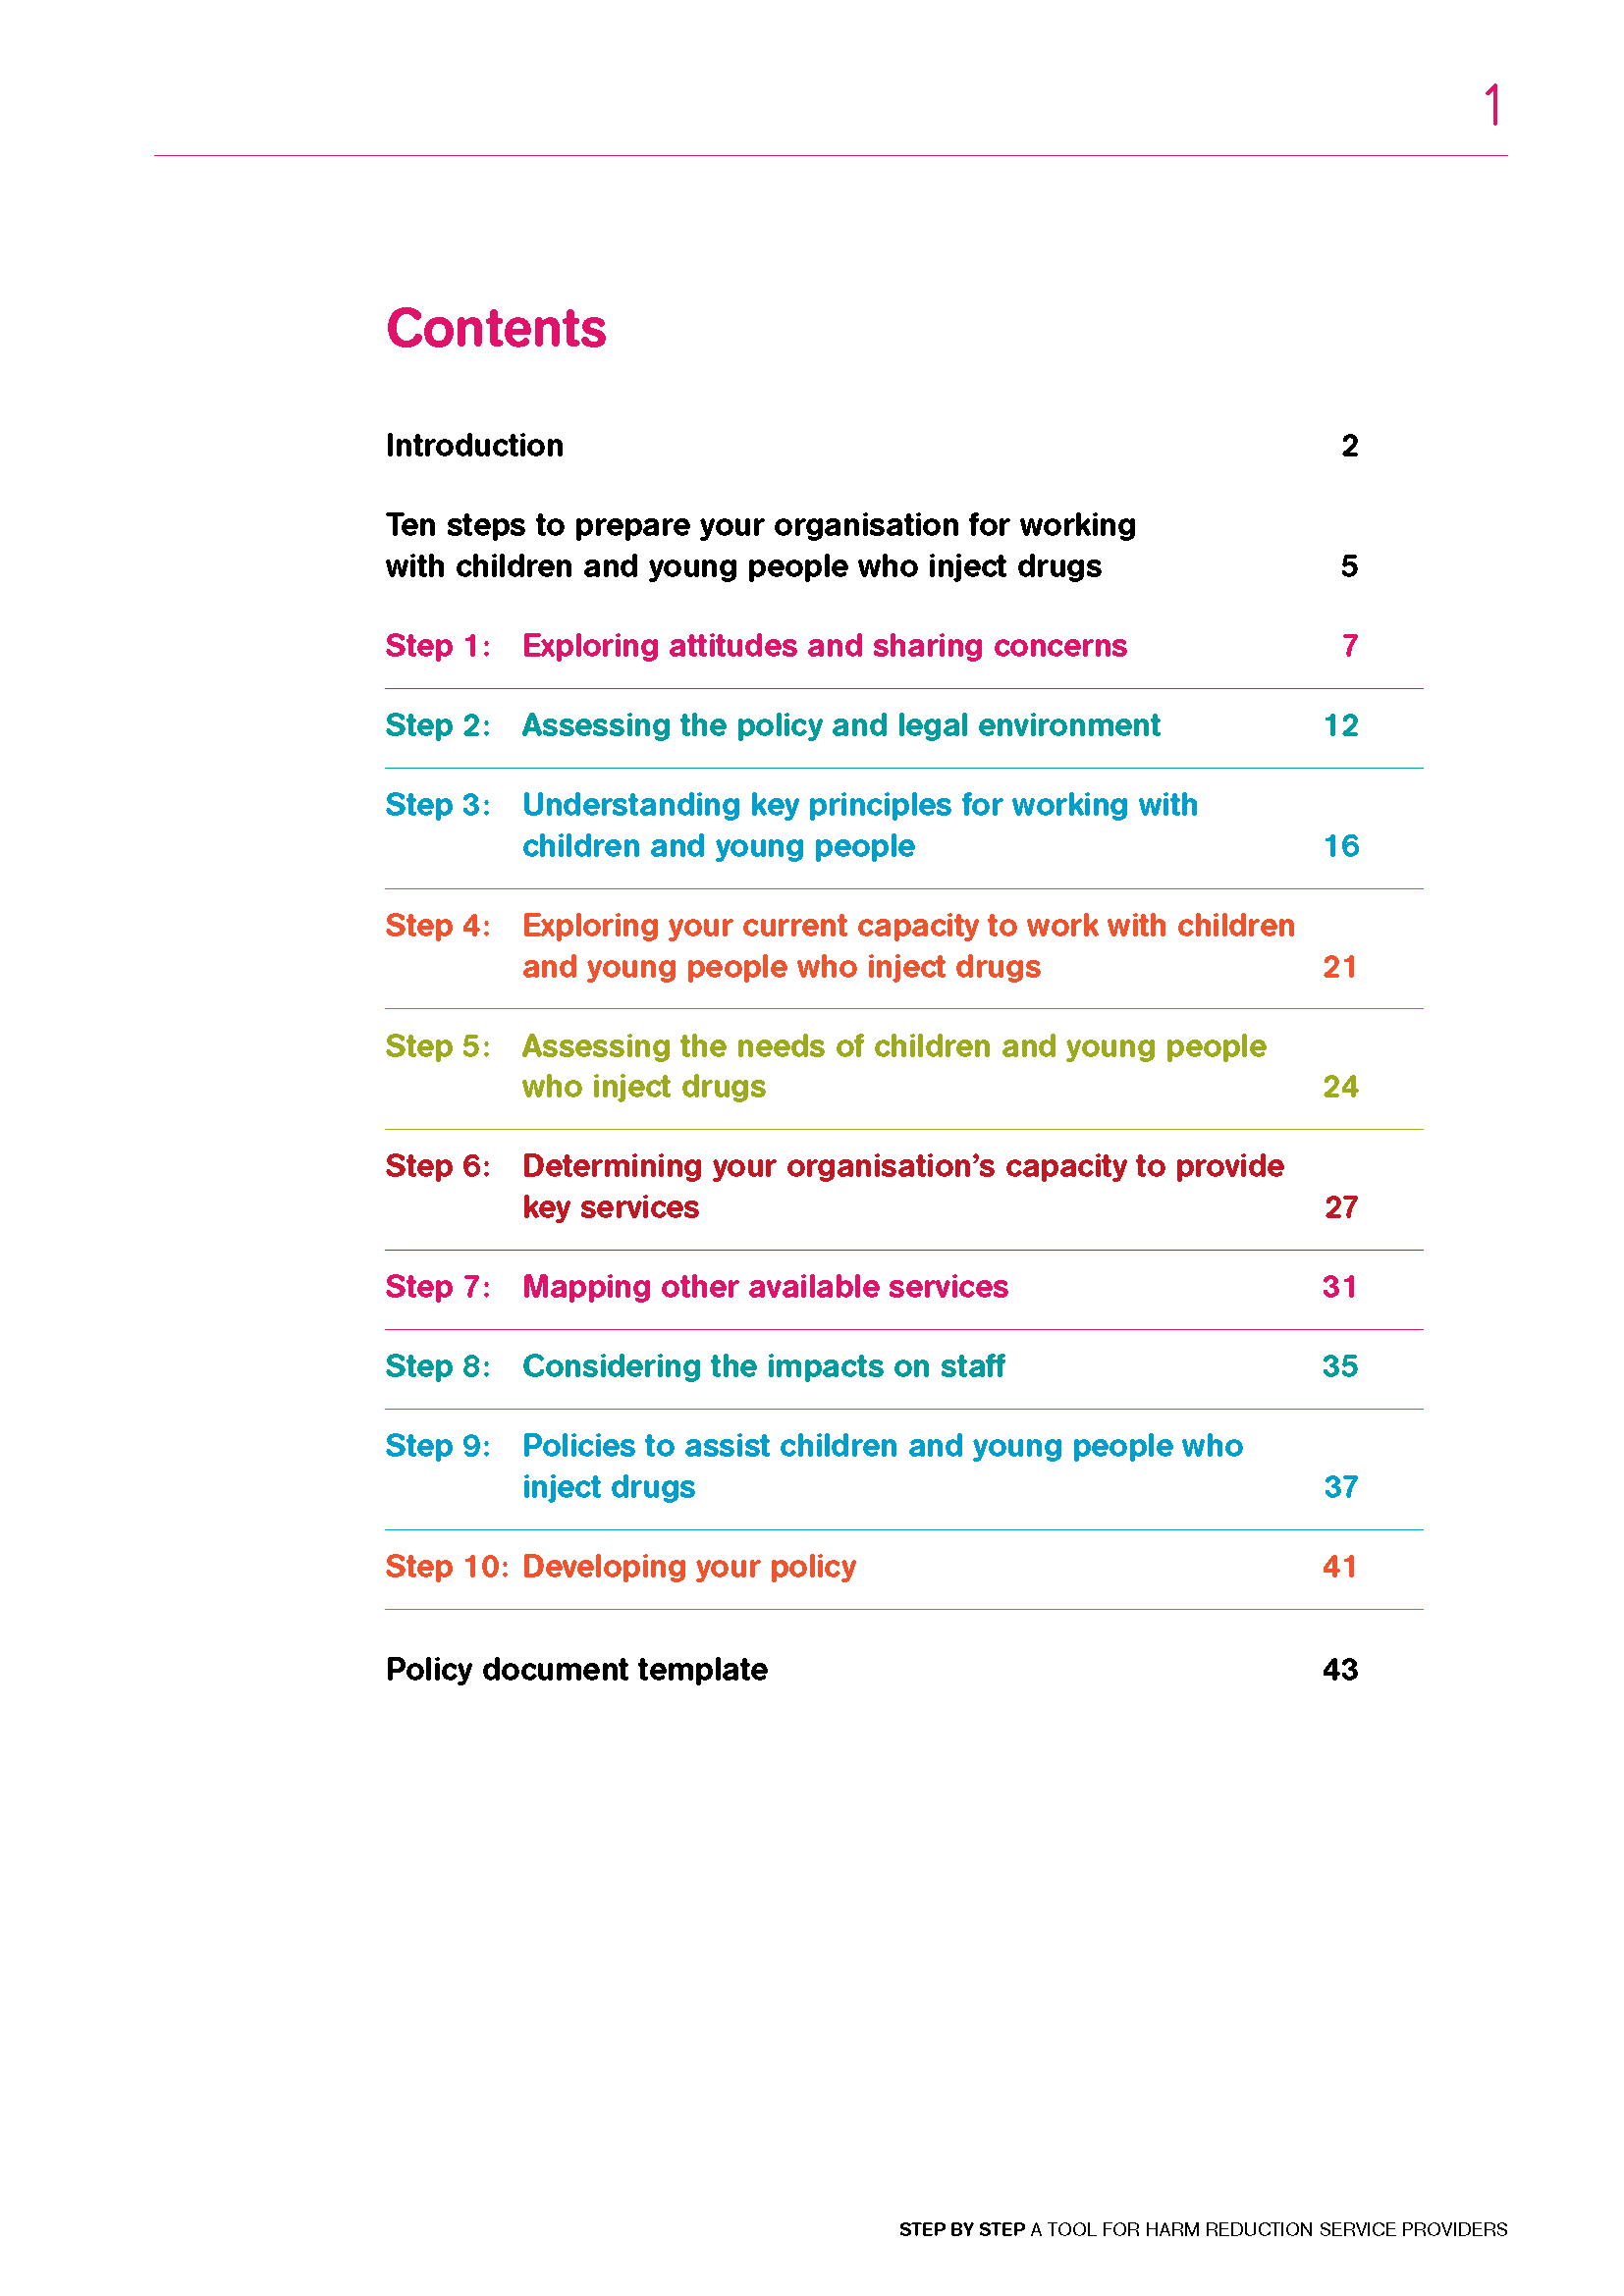 1
Contents
Introduction 2
Ten steps to prepare your organisation for working
with children and young people who inject drugs 5
Step 1: Exploring attitudes and sharing concerns 7
Step 2: Assessing the policy and legal environment 12
Step 3: Understanding key principles for working with
children and young people 16
Step 4: Exploring your current capacity to work with children
and young people who inject drugs 21
Step 5: Assessing the needs of children and young people
who inject drugs 24
Step 6: Determining your organisation’s capacity to provide
key services 27
Step 7: Mapping other available services 31
Step 8: Considering the impacts on staff 35
Step 9: Policies to assist children and young people who
inject drugs 37
Step 10: Developing your policy 41
Policy document template 43
STEP BY STEP A TOOL FOR HARM REDUCTION SERVICE PROVIDERS